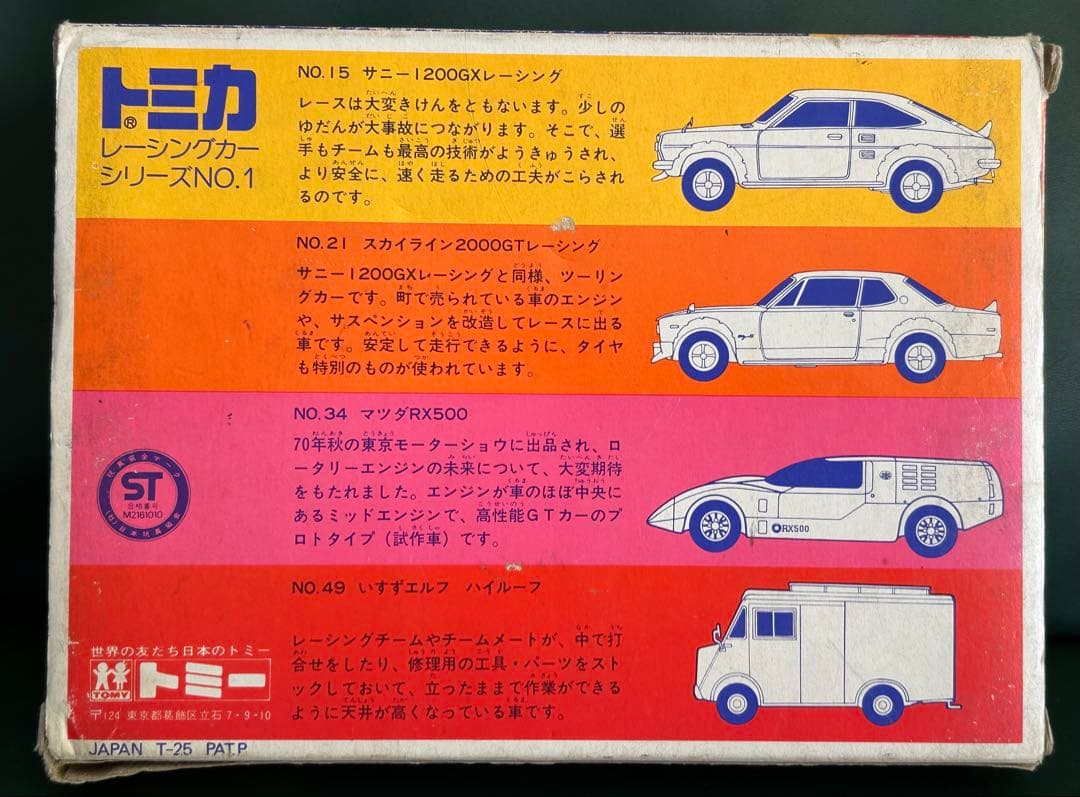 トミカ
®
レーシングカー
シリーズNO.1
NO.15 サニー1200GXレーシング
レースは大変きけんをともないます。少しの
ゆだんが大事故につながります。そこで、選
手もチームも最高の技術がようきゅうされ、
より安全に、速く走るための工夫がこらされ
るのです。
NO.21 スカイライン2000GTレーシング
サニー1200GXレーシングと同様、ツーリン
グカーです。町で売られている車のエンジン
や、サスペンションを改造してレースに出る
車です。安定して走行できるように、タイヤ
も特別のものが使われています。
NO.34 マツダRX500
70年秋の東京モーターショウに出品され、ロ
ータリーエンジンの未来について、大変期待
をもたれました。エンジンが車のほぼ中央に
あるミッドエンジンで、高性能GTカーのプ
ロトタイプ(試作車)です。
RX500
玩具安全マーク
ST
合格番号
M2161010
(社)日本玩具協会
NO.49 いすずエルフ ハイルーフ
レーシングチームやチームメートが、中で打
合せをしたり、修理用の工具・パーツをスト
ックしておいて、立ったままで作業ができる
ように天井が高くなっている車です。
世界の友だち日本のトミー
TOMY
トミー
〒124 東京都葛飾区立石7-9-10
JAPAN T-25 PAT.P